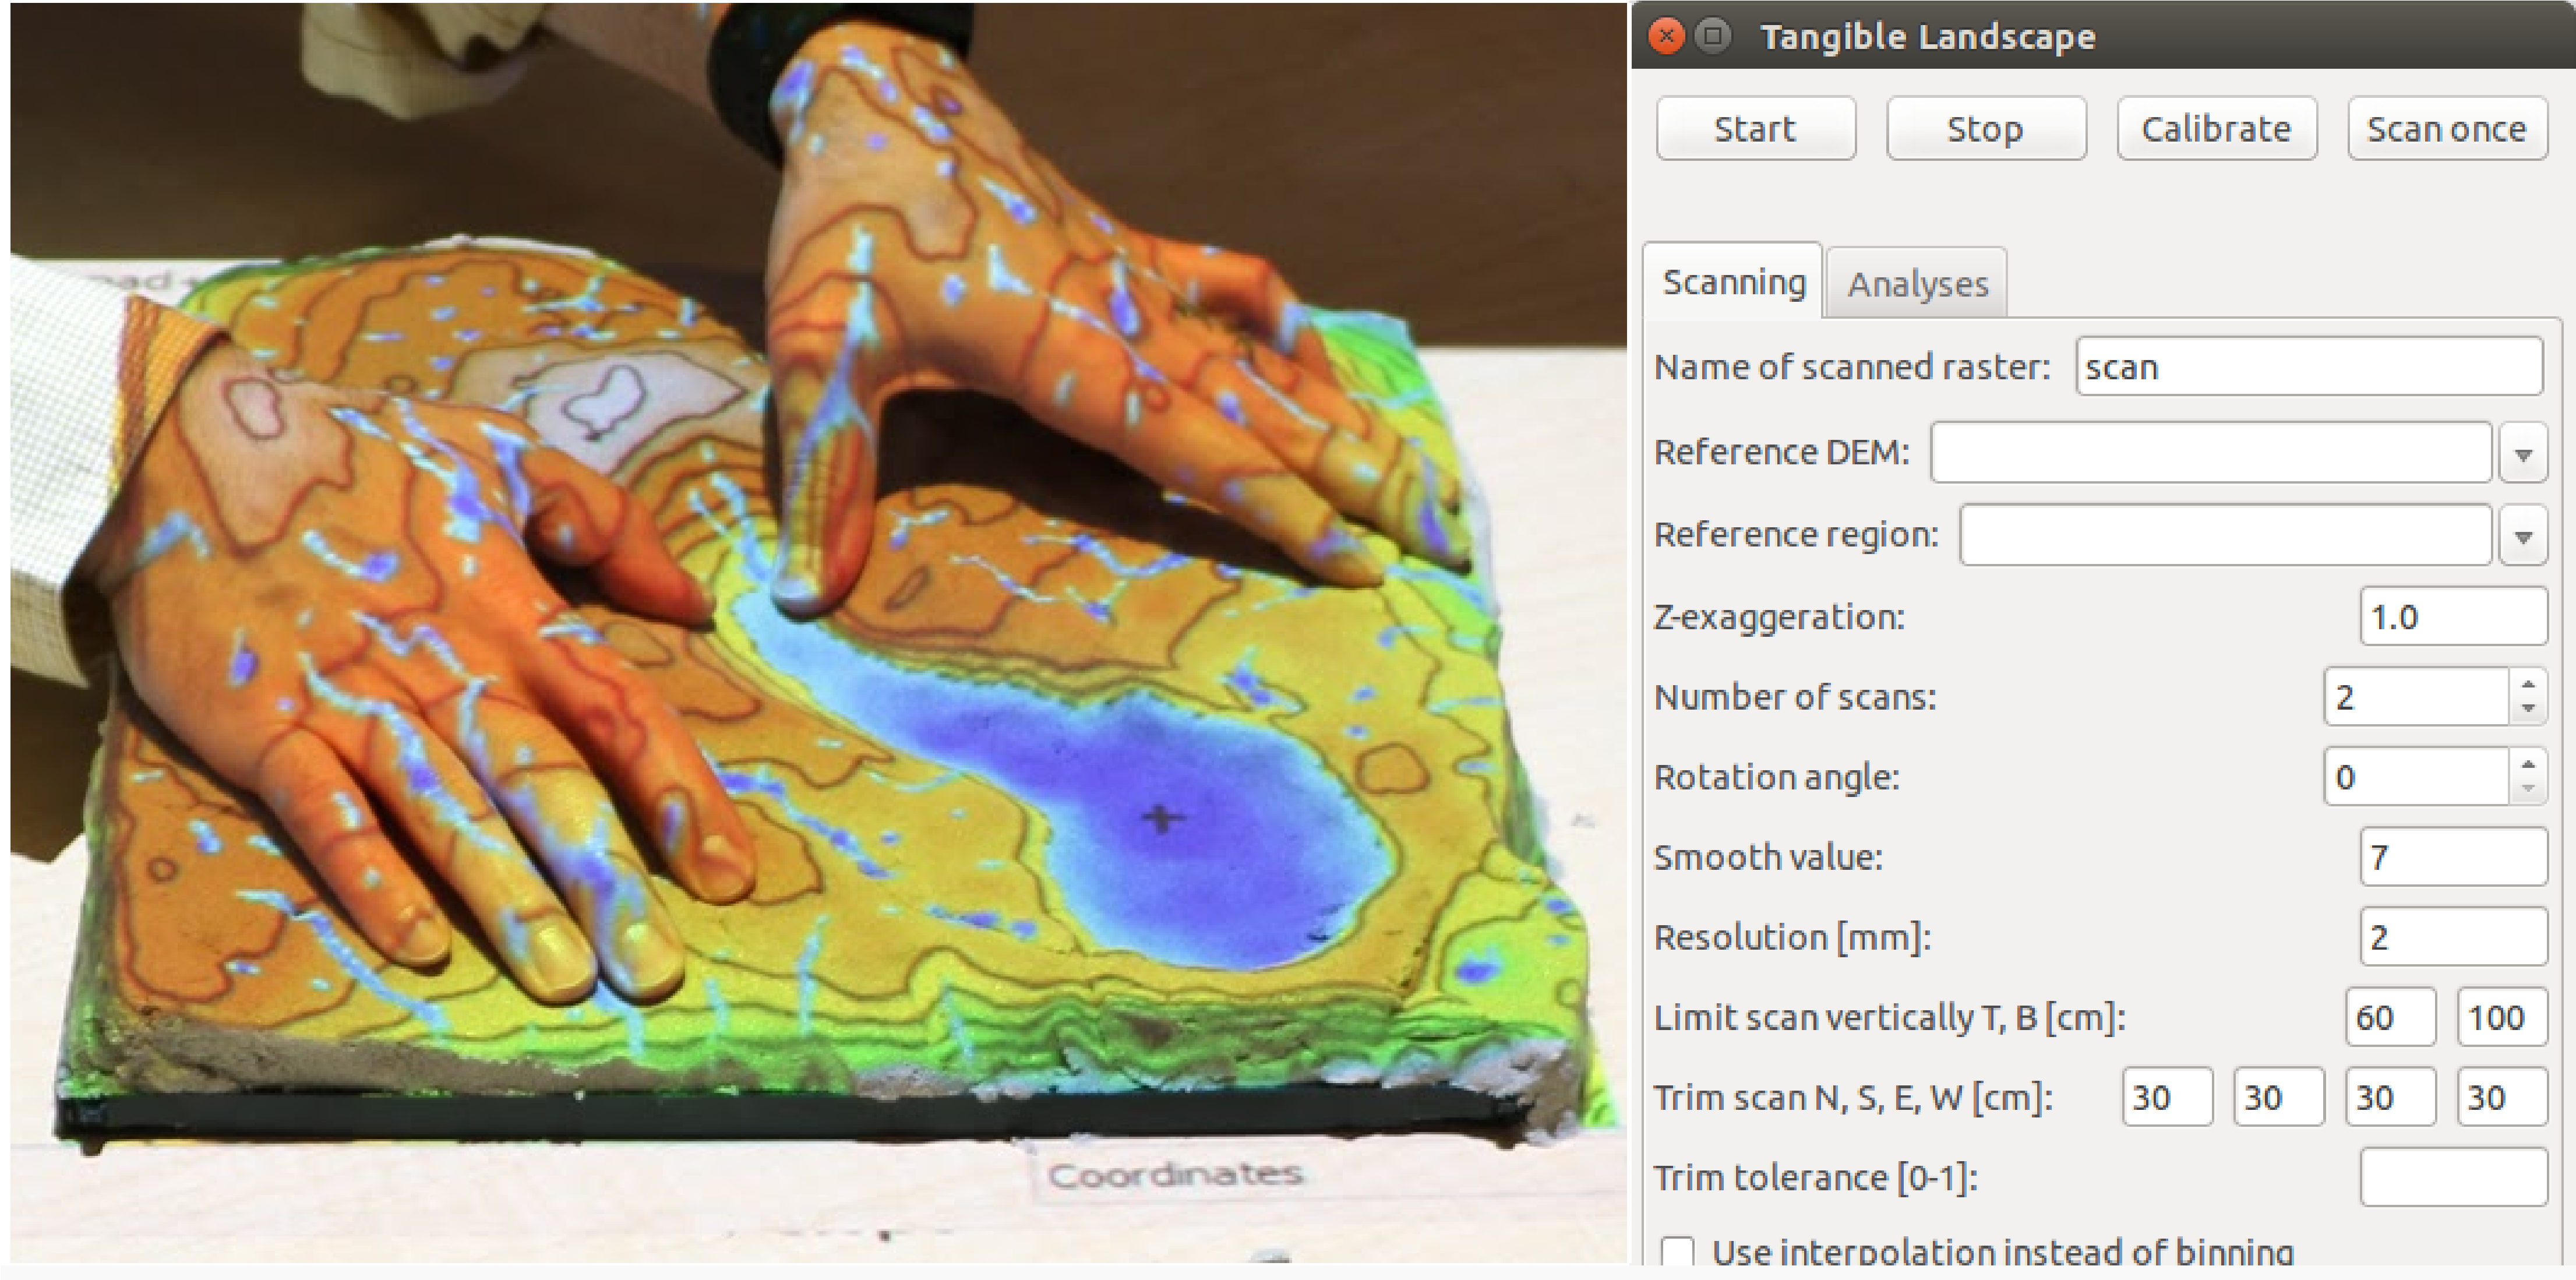 ead +
Coordinates
Tangible Landscape
Start Stop Calibrate Scan once
Scanning Analyses
Name of scanned raster: scan
Reference DEM:
Reference region:
Z-exaggeration: 1.0
Number of scans: 2
Rotation angle: 0
Smooth value: 7
Resolution [mm]: 2
Limit scan vertically T, B [cm]: 60 100
Trim scan N, S, E, W [cm]: 30 30 30 30
Trim tolerance [0-1]:
Use interpolation instead of binning